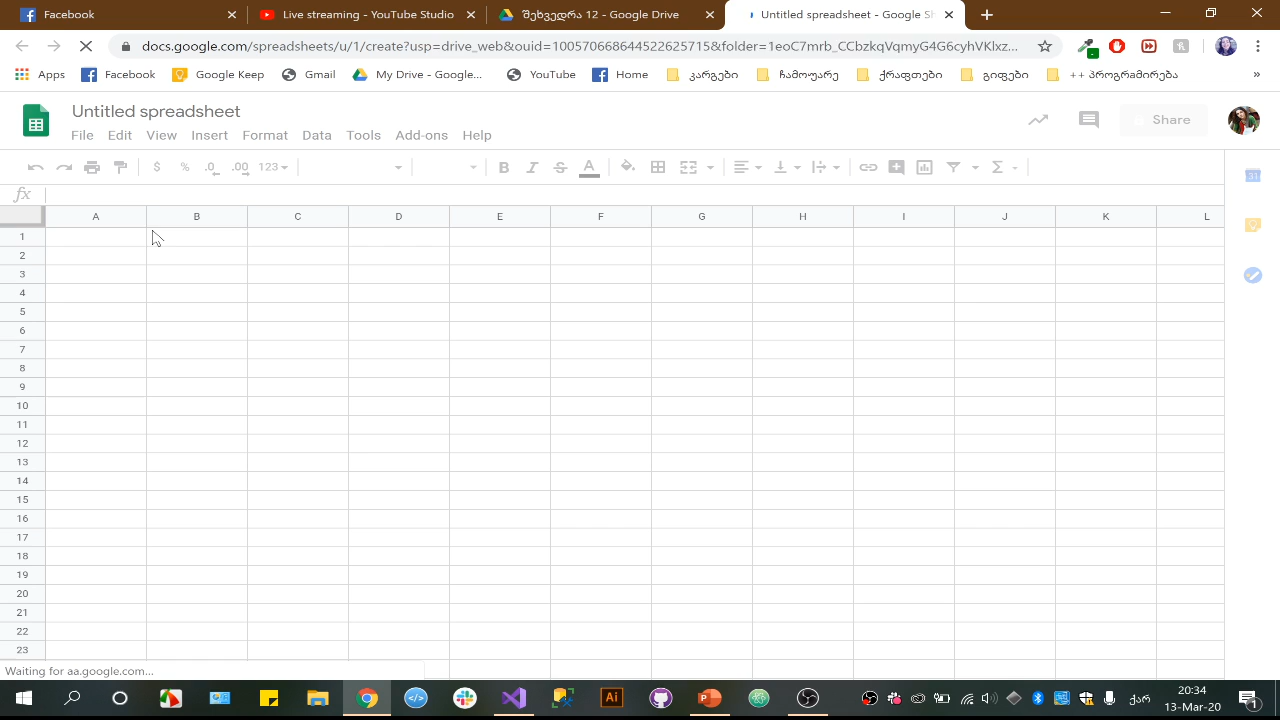 Facebook
Live streaming - YouTube Studio
შეხვედრა 12 - Google Drive
Untitled spreadsheet - Google Sh
docs.google.com/spreadsheets/u/1/create?usp=drive_web&ouid=100570668644522625715&folder=1eoC7mrb_CCbzkqVqmyG4G6cyhVKlxz...
Apps
Facebook
Google Keep
Gmail
My Drive - Google...
YouTube
Home
კარგები
ჩამოყარე
ქრაფთები
გიფები
++ პროგრამირება
»
Untitled spreadsheet
File Edit View Insert Format Data Tools Add-ons Help
Share
$ % .0 .00 123
B I S A
31
fx
A B C D E F G H I J K L
1
2
3
4
5
6
7
8
9
10
11
12
13
14
15
16
17
18
19
20
21
22
23
Waiting for aa.google.com...
Ai
ქარ
20:34
13-Mar-20
1